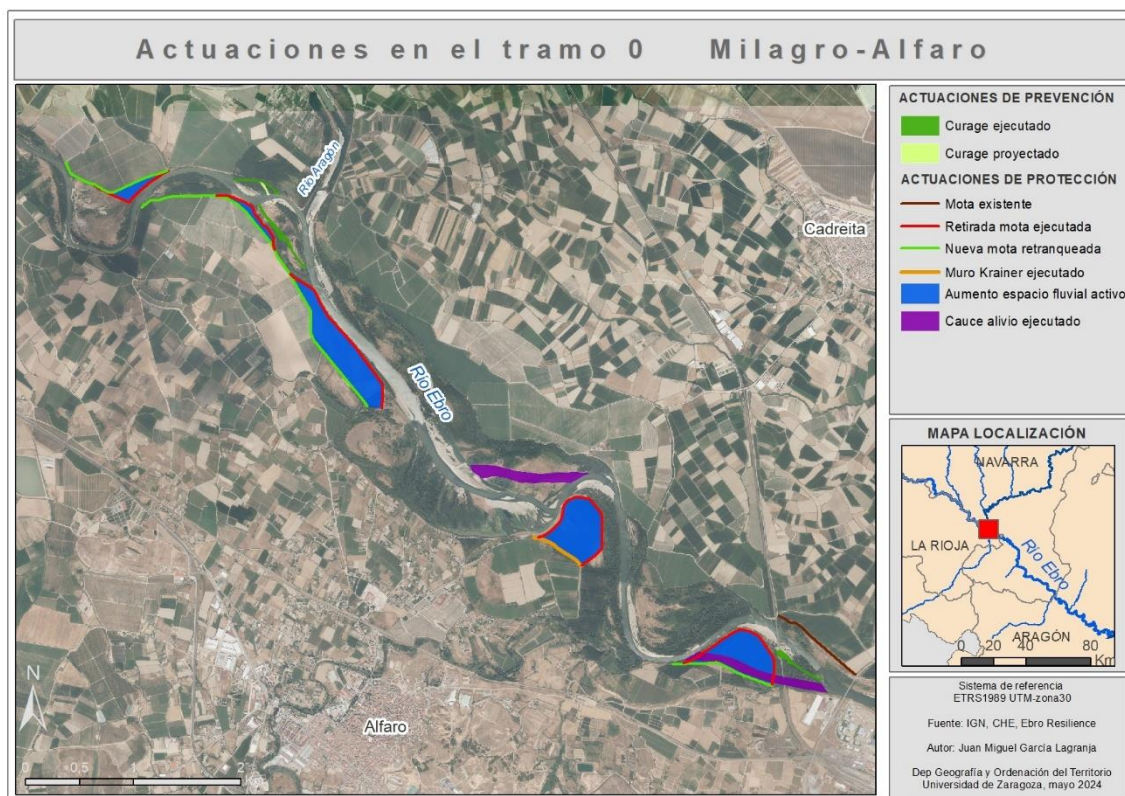 Actuaciones en el tramo 0 Milagro-Alfaro
Río Aragón
Cadreita
Río Ebro
Alfaro
N
0 0,5 1 2
Km
ACTUACIONES DE PREVENCIÓN
Curage ejecutado
Curage proyectado
ACTUACIONES DE PROTECCIÓN
Mota existente
Retirada mota ejecutada
Nueva mota retranqueada
Muro Krainer ejecutado
Aumento espacio fluvial activo
Cauce alivio ejecutado
MAPA LOCALIZACIÓN
NAVARRA
LA RIOJA
Río Ebro
ARAGÓN
0 20 40 80
Km
Sistema de referencia
ETRS1989 UTM-zona30
Fuente: IGN, CHE, Ebro Resilience
Autor: Juan Miguel García Lagranja
Dep Geografía y Ordenación del Territorio
Universidad de Zaragoza, mayo 2024